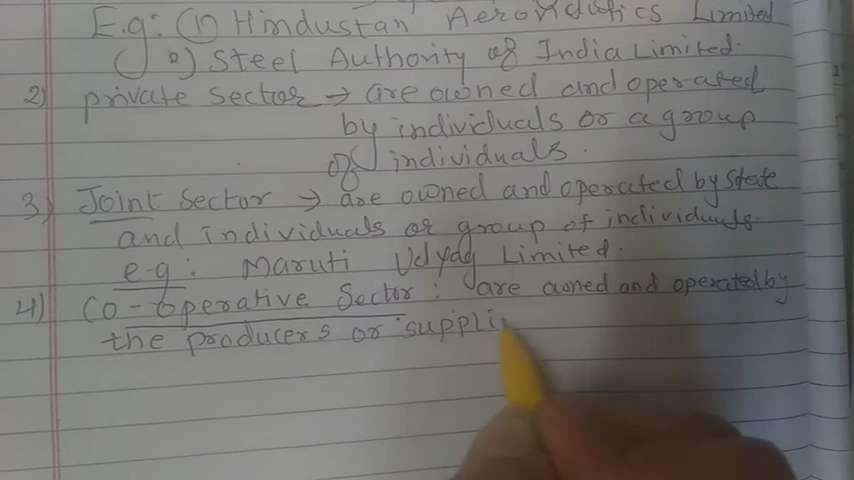 E.g: (1) Hindustan Aeronautics Limited
2) Steel Authority of India Limited.
2) private sector → are owned and operated
by individuals or a group
of individuals.
3) Joint sector → are owned and operated by state
and individuals or group of individuals.
e.g: Maruti Udyog Limited.
4) Co-operative Sector: are owned and operated by
the producers or suppli